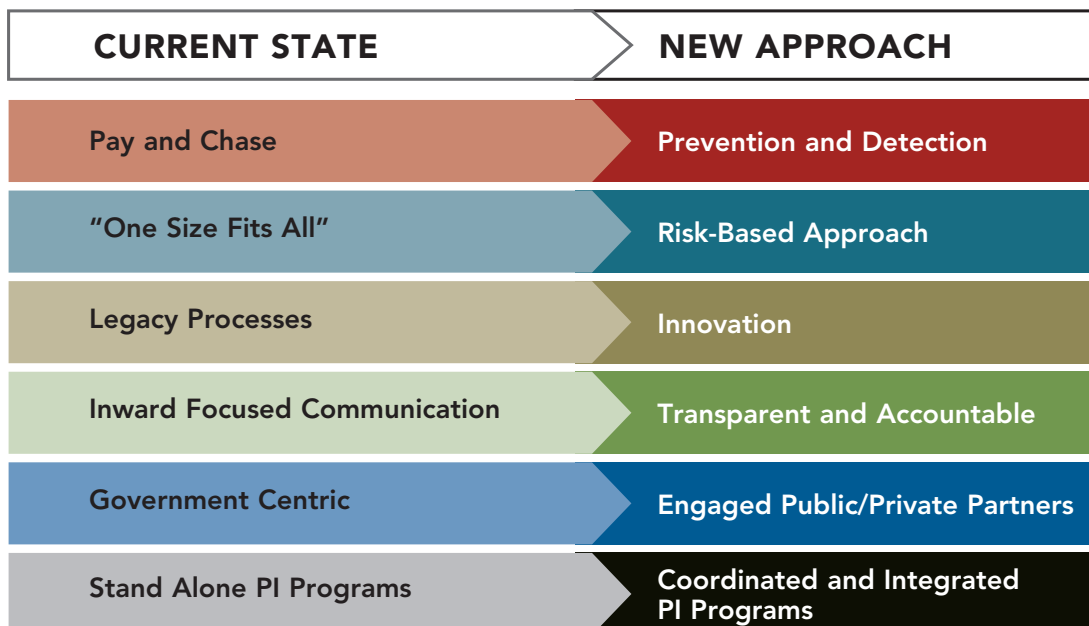 CURRENT STATE
NEW APPROACH
Pay and Chase
Prevention and Detection
“One Size Fits All”
Risk-Based Approach
Legacy Processes
Innovation
Inward Focused Communication
Transparent and Accountable
Government Centric
Engaged Public/Private Partners
Stand Alone PI Programs
Coordinated and Integrated
PI Programs